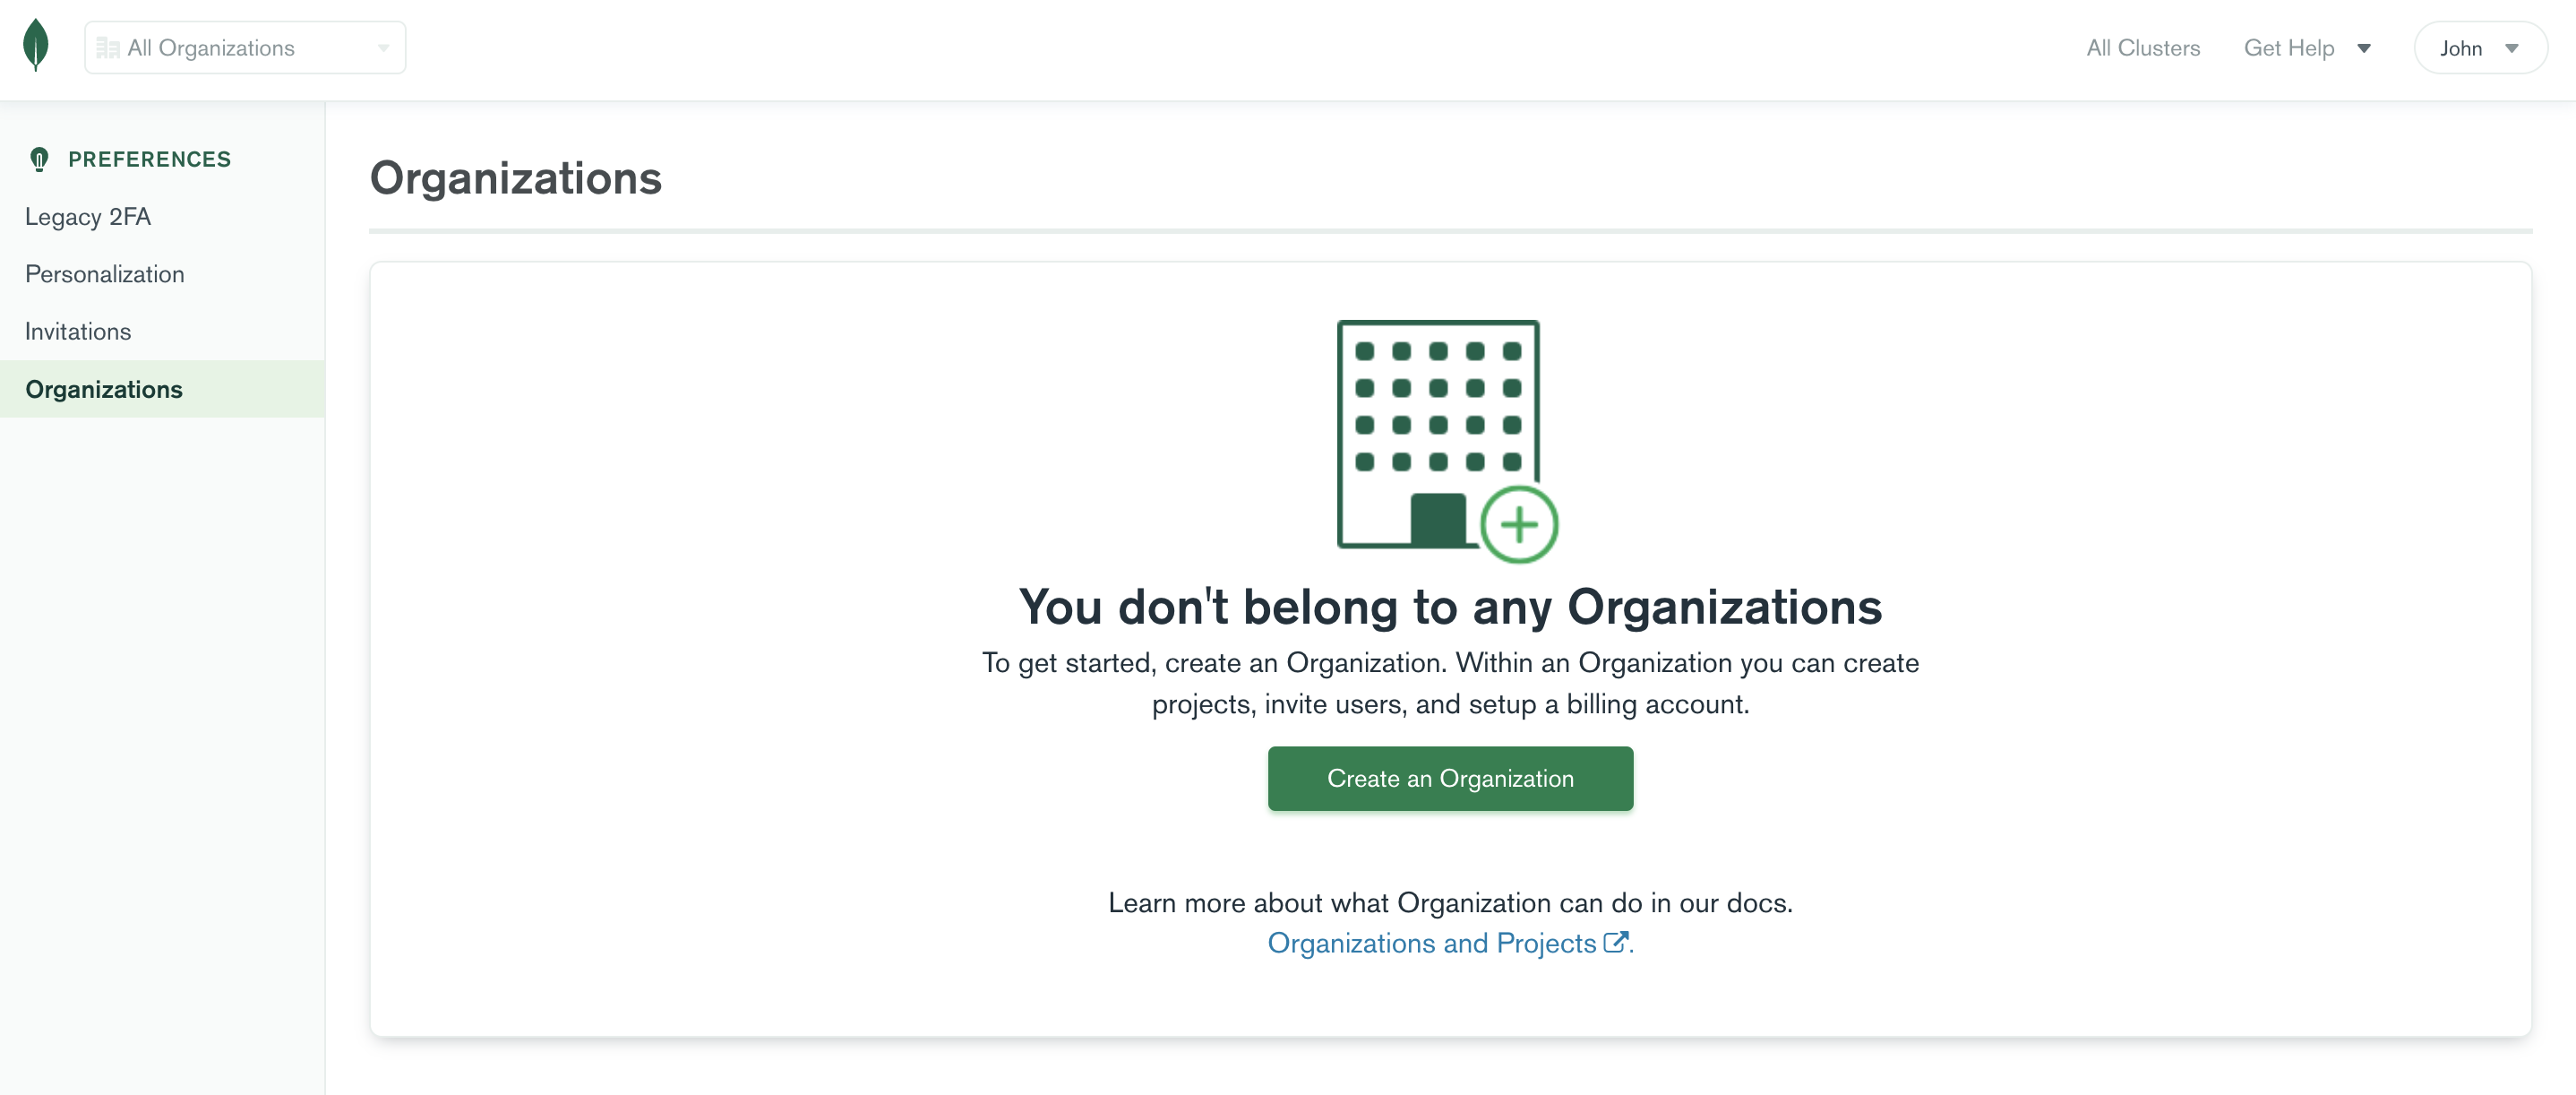 All Organizations
All Clusters
Get Help
John
PREFERENCES
Legacy 2FA
Personalization
Invitations
Organizations
Organizations
You don't belong to any Organizations
To get started, create an Organization. Within an Organization you can create
projects, invite users, and setup a billing account.
Create an Organization
Learn more about what Organization can do in our docs.
Organizations and Projects.